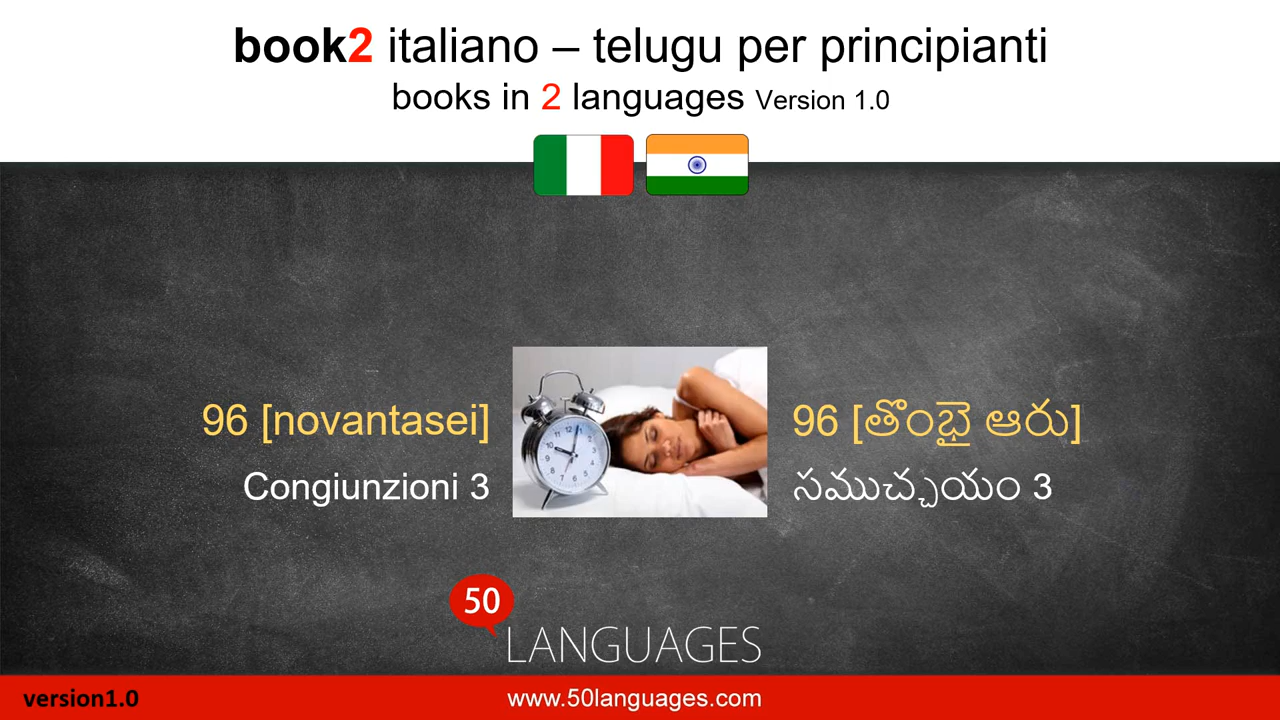 book2 italiano – telugu per principianti
books in 2 languages Version 1.0
96 [novantasei]
Congiunzioni 3
96 [తొంభై ఆరు]
సముచ్చయం 3
50
LANGUAGES
version1.0
www.50languages.com